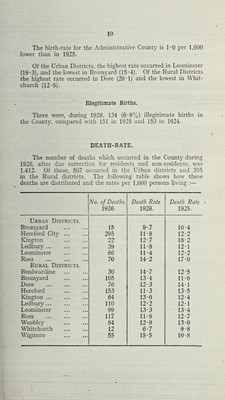 10
The birth-rate for the Administrative County is 1·0 per 1,000
lower than in 1925.
Of the Urban Districts, the highest rate occurred in Leominster
(19·3), and the lowest in Bromyard (15·4). Of the Rural Districts
the highest rate occurred in Dore (20·1) and the lowest in Whit-
church (12·8).
Illegitimate Births.
There were, during 1926, 134 (6·8%) illegitimate births in
the County, compared with 151 in 1925 and 153 in 1924.
DEATH-RATE.
The number of deaths which occurred in the County during
1926, after due correction for residents and non-residents, was
1,412. Of these, 507 occurred in the Urban districts and 905
in the Rural districts. The following table shows how these
deaths are distributed and the rates per 1,000 persons living :—
No. of Deaths, 1926. Death Rate 1926. Death Rate 1925.
URBAN DISTRICTS.
Bromyard 15 9·7 10·4
Hereford City 295 11·8 12·2
Kington 22 12·7 18·2
Ledbury 39 11·8 12·1
Leominster 66 11·4 12·2
Ross 70 14·2 17·0
RURAL DISTRICTS.
Bredwardine 30 14·7 12·5
Bromyard 105 13·4 11·6
Dore 76 12·3 14·1
Hereford 153 11·3 13·5
Kington 64 13·0 12·4
Ledbury 110 12·2 12·1
Leominster 99 13·3 13·4
Ross 117 11·8 12·7
Weobley 84 12·9 13·0
Whitchurch 12 6·7 9·8
Wigmore 55 15·5 10·8